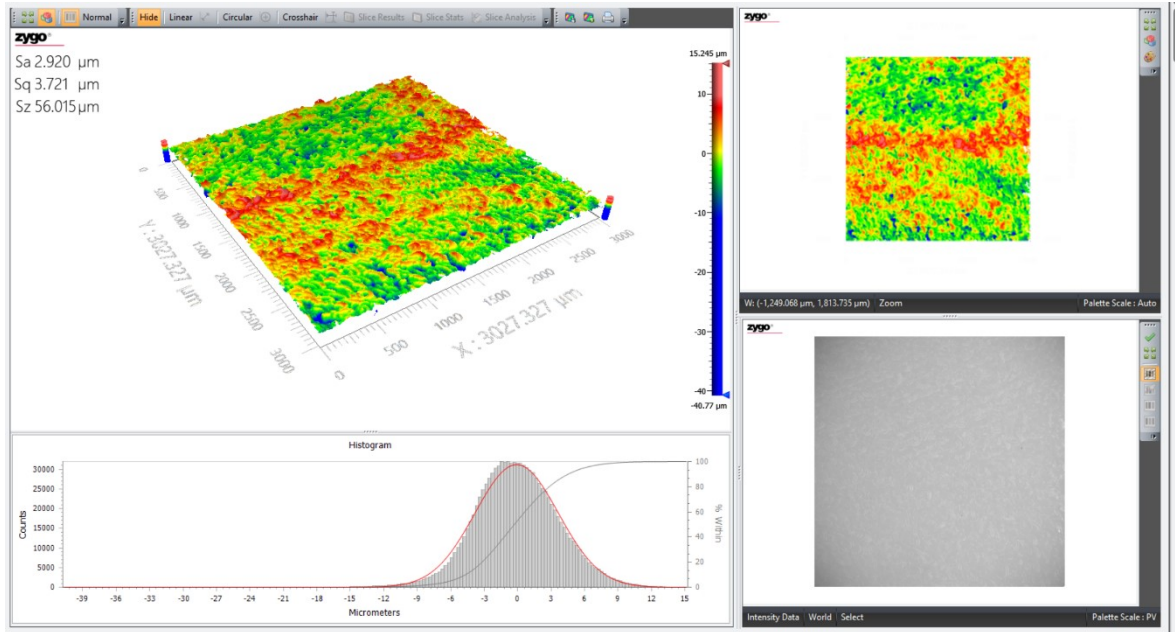 Normal Hide Linear Circular Crosshair Slice Results Slice Stats Slice Analysis
zygo
Sa 2.920 μm
Sq 3.721 μm
Sz 56.015 μm
15.245 μm
10
0
-10
-20
-30
-40
-40.77 μm
0
500
1000
1500
2000
2500
3000
Y : 3027.327 μm
0
500
1000
1500
2000
2500
3000
X : 3027.327 μm
Histogram
Counts
30000
25000
20000
15000
10000
5000
0
100
80
60
40
20
0
% Within
-39 -36 -33 -30 -27 -24 -21 -18 -15 -12 -9 -6 -3 0 3 6 9 12 15
Micrometers
zygo
W: (-1,249.068 μm, 1,813.735 μm) Zoom Palette Scale : Auto
zygo
Intensity Data World Select Palette Scale : PV